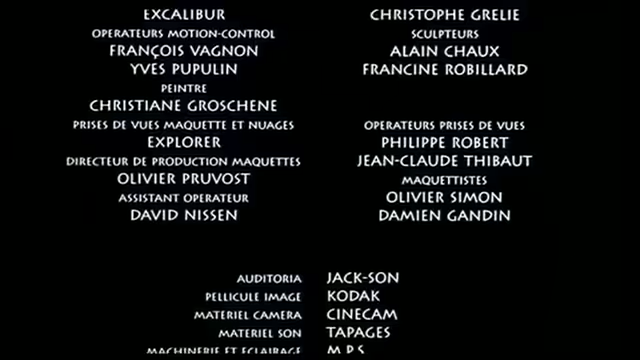 EXCALIBUR
OPERATEURS MOTION-CONTROL
FRANÇOIS VAGNON
YVES PUPULIN
PEINTRE
CHRISTIANE GROSCHENE
PRISES DE VUES MAQUETTE ET NUAGES
EXPLORER
DIRECTEUR DE PRODUCTION MAQUETTES
OLIVIER PRUVOST
ASSISTANT OPERATEUR
DAVID NISSEN
CHRISTOPHE GRELIE
SCULPTEURS
ALAIN CHAUX
FRANCINE ROBILLARD
OPERATEURS PRISES DE VUES
PHILIPPE ROBERT
JEAN-CLAUDE THIBAUT
MAQUETTISTES
OLIVIER SIMON
DAMIEN GANDIN
AUDITORIA JACK-SON
PELLICULE IMAGE KODAK
MATERIEL CAMERA CINECAM
MATERIEL SON TAPAGES
MACHINERIE ET ECLAIRAGE M.P.S.